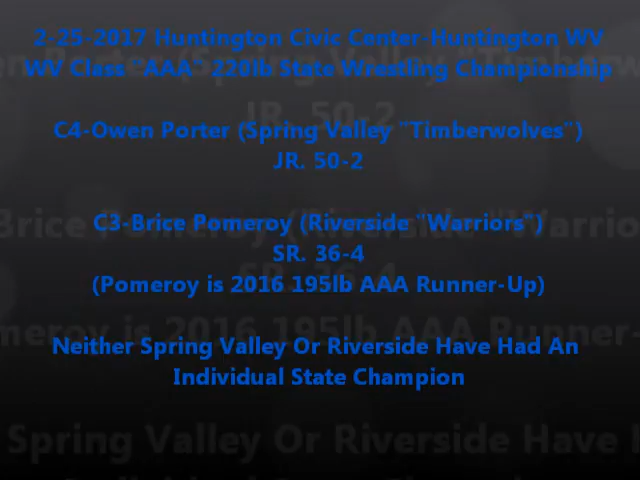 2-25-2017 Huntington Civic Center-Huntington WV
WV Class "AAA" 220lb State Wrestling Championship
C4-Owen Porter (Spring Valley "Timberwolves")
JR. 50-2
C3-Brice Pomeroy (Riverside "Warriors")
SR. 36-4
(Pomeroy is 2016 195lb AAA Runner-Up)
Neither Spring Valley Or Riverside Have Had An
Individual State Champion